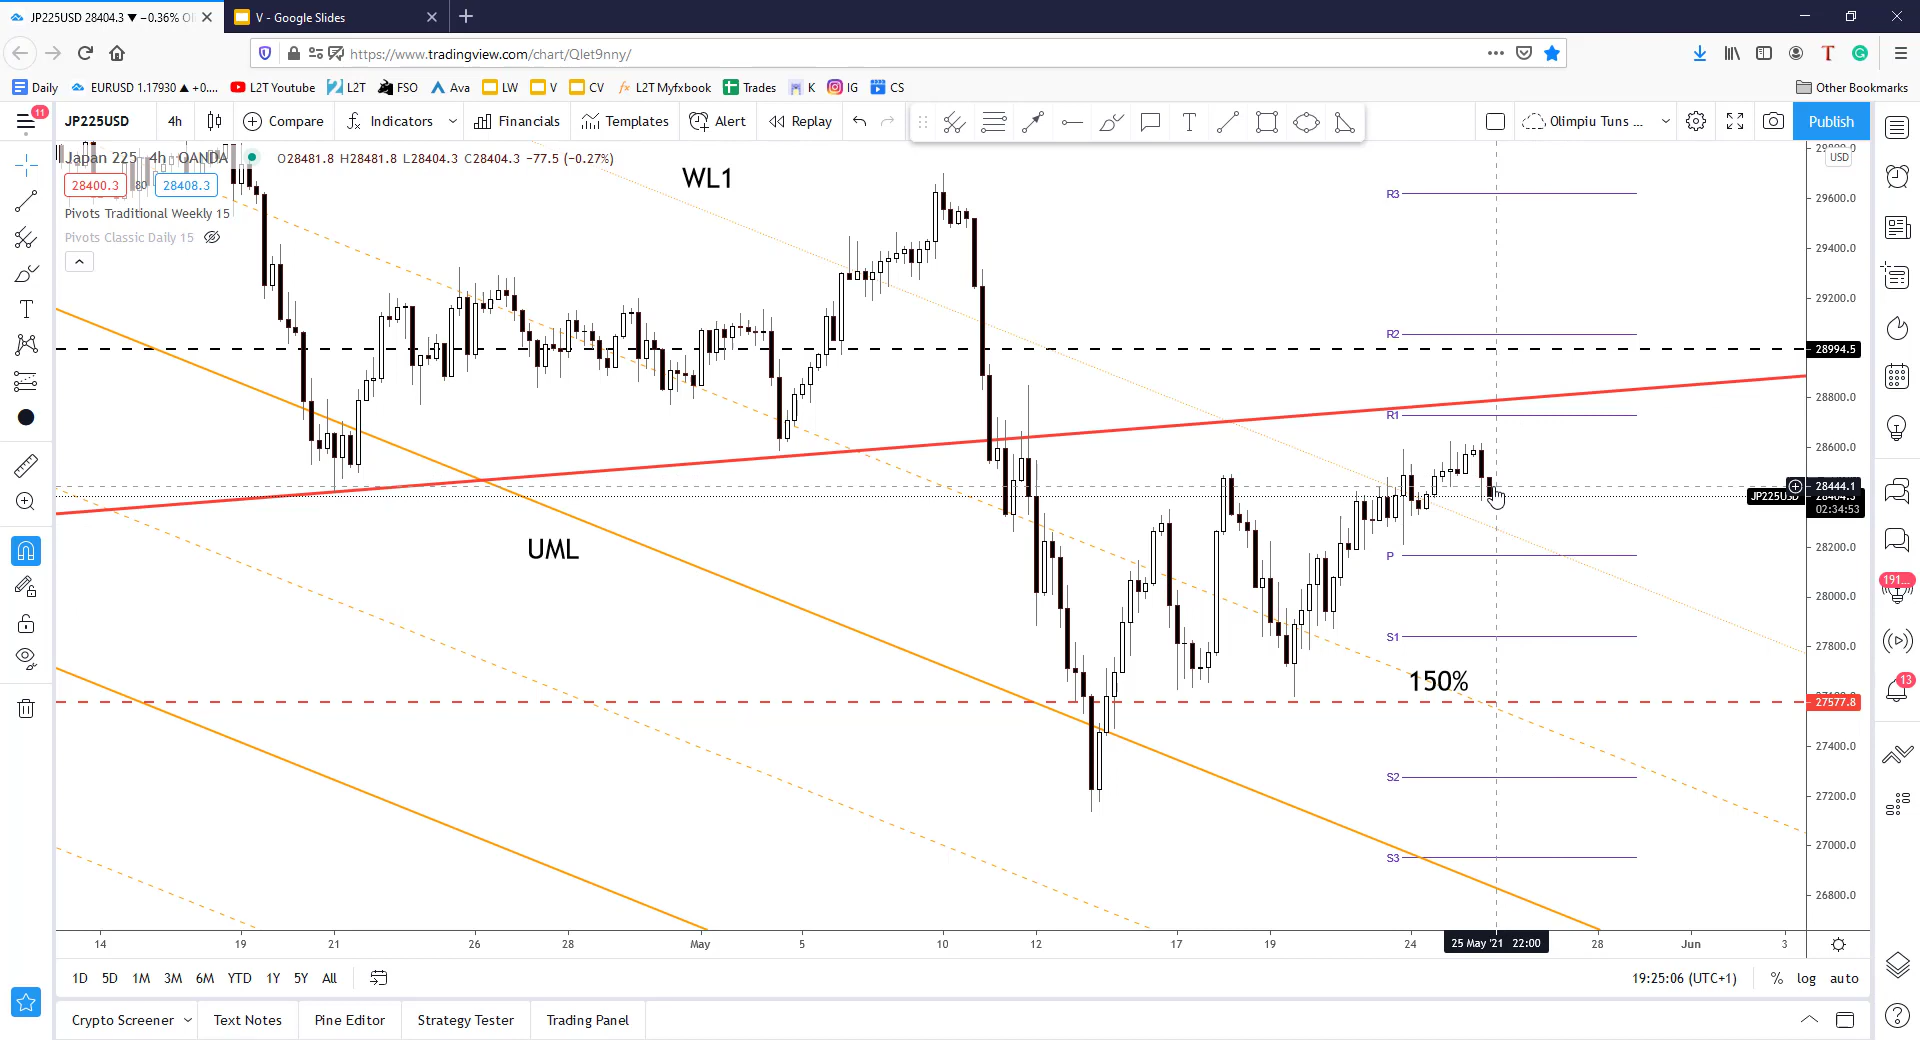 JP225USD 28404.3 ▼ −0.36% Ol
V - Google Slides
https://www.tradingview.com/chart/Qlet9nny/
Daily
EURUSD 1.17930 ▲ +0....
L2T Youtube
L2T
FSO
Ava
LW
V
CV
L2T Myfxbook
Trades
K
IG
CS
Other Bookmarks
11
JP225USD
4h
Compare
Indicators
Financials
Templates
Alert
Replay
Olimpiu Tuns ...
Publish
Japan 225 4h OANDA
O28481.8 H28481.8 L28404.3 C28404.3 −77.5 (−0.27%)
28400.3
80
28408.3
Pivots Traditional Weekly 15
Pivots Classic Daily 15
WL1
UML
150%
R3
R2
R1
P
S1
S2
S3
USD
29600.0
29400.0
29200.0
28994.5
28800.0
28600.0
28444.1
JP225USD
02:34:53
28200.0
28000.0
27800.0
27577.8
27400.0
27200.0
27000.0
26800.0
191...
13
14
19
21
26
28
May
5
10
12
17
19
24
25 May '21 22:00
28
Jun
3
1D
5D
1M
3M
6M
YTD
1Y
5Y
All
19:25:06 (UTC+1)
%
log
auto
Crypto Screener
Text Notes
Pine Editor
Strategy Tester
Trading Panel